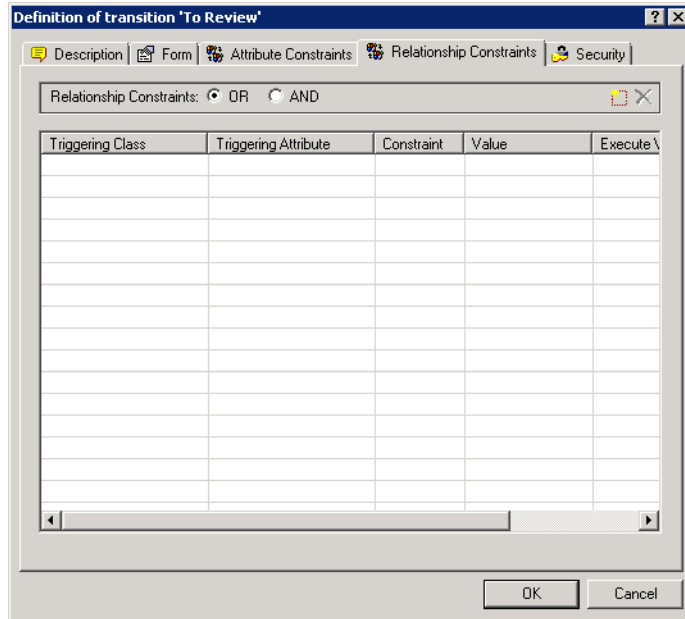 Definition of transition 'To Review'
Description Form Attribute Constraints Relationship Constraints Security
Relationship Constraints: OR AND
Triggering Class Triggering Attribute Constraint Value Execute
OK Cancel